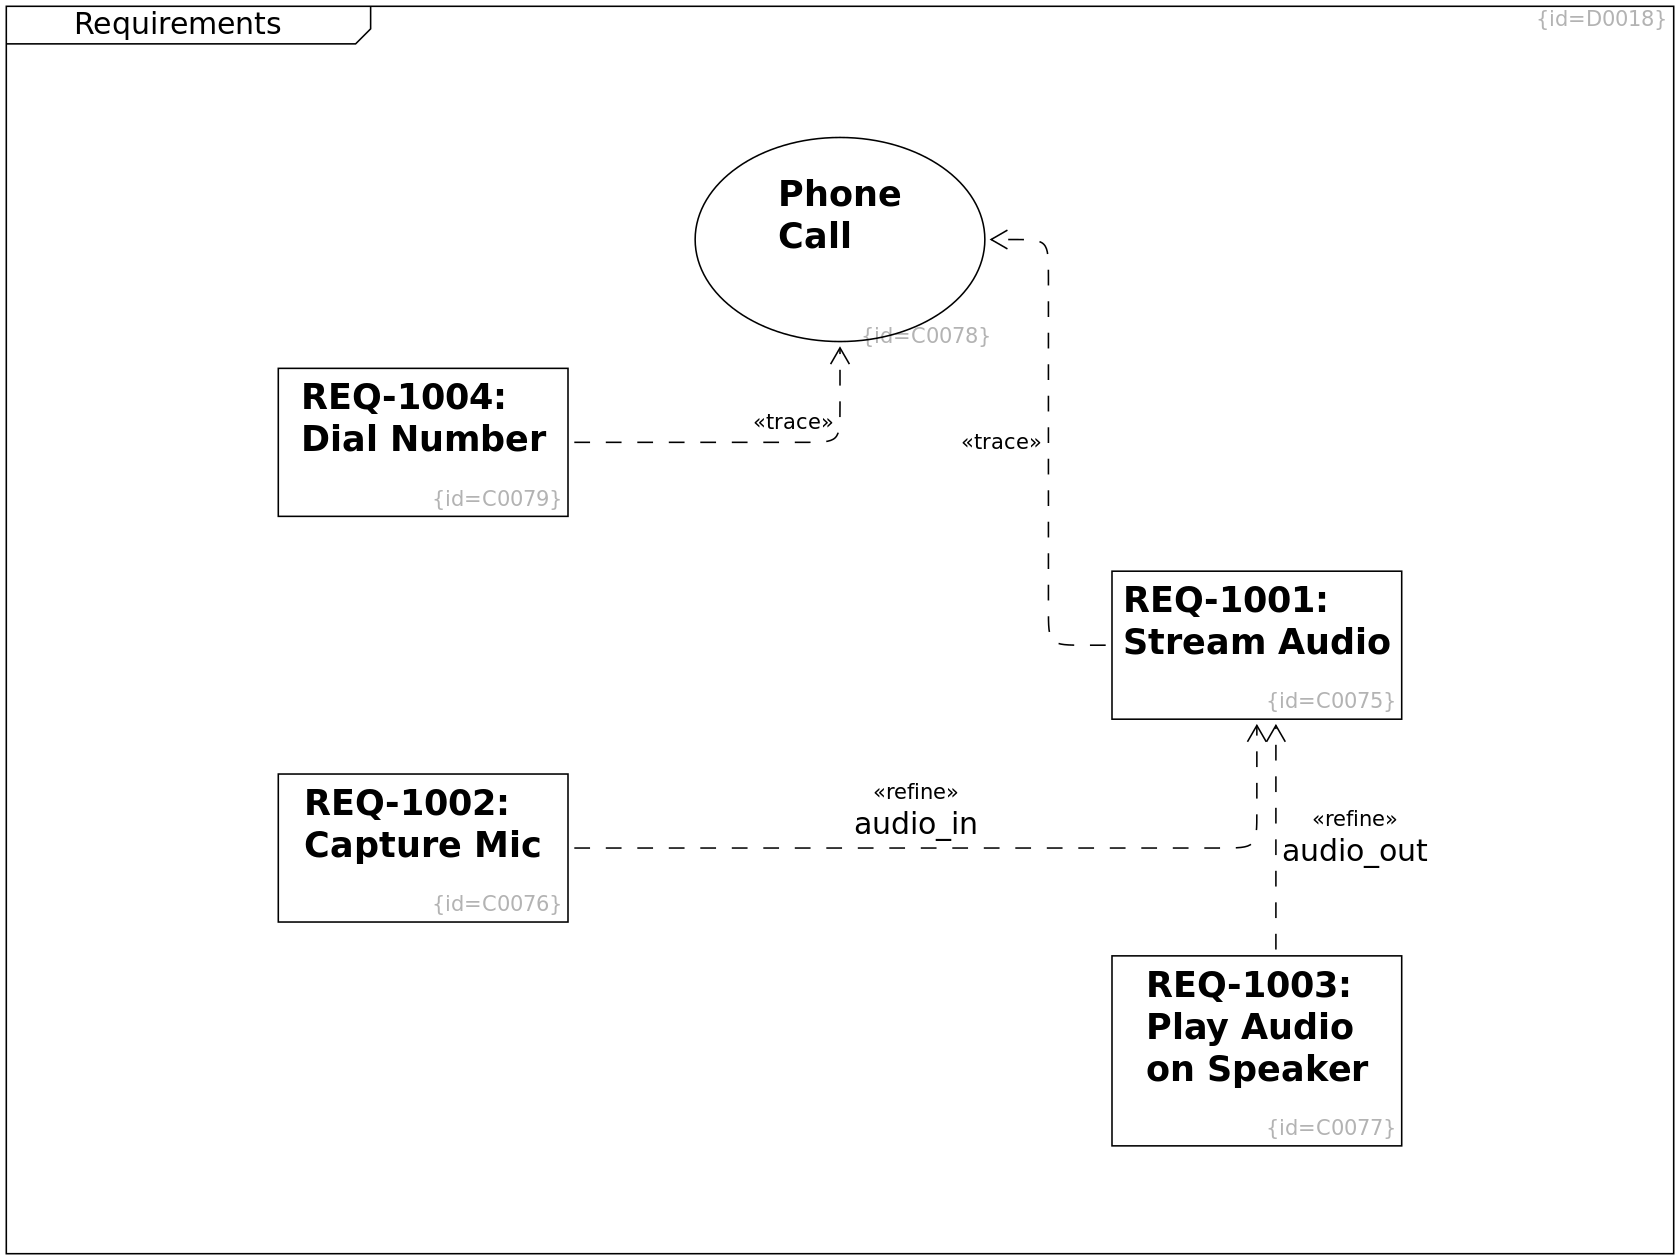 Requirements
{id=D0018}
Phone
Call
{id=C0078}
REQ-1004:
Dial Number
{id=C0079}
«trace»
«trace»
REQ-1001:
Stream Audio
{id=C0075}
REQ-1002:
Capture Mic
{id=C0076}
«refine»
audio_in
«refine»
audio_out
REQ-1003:
Play Audio
on Speaker
{id=C0077}